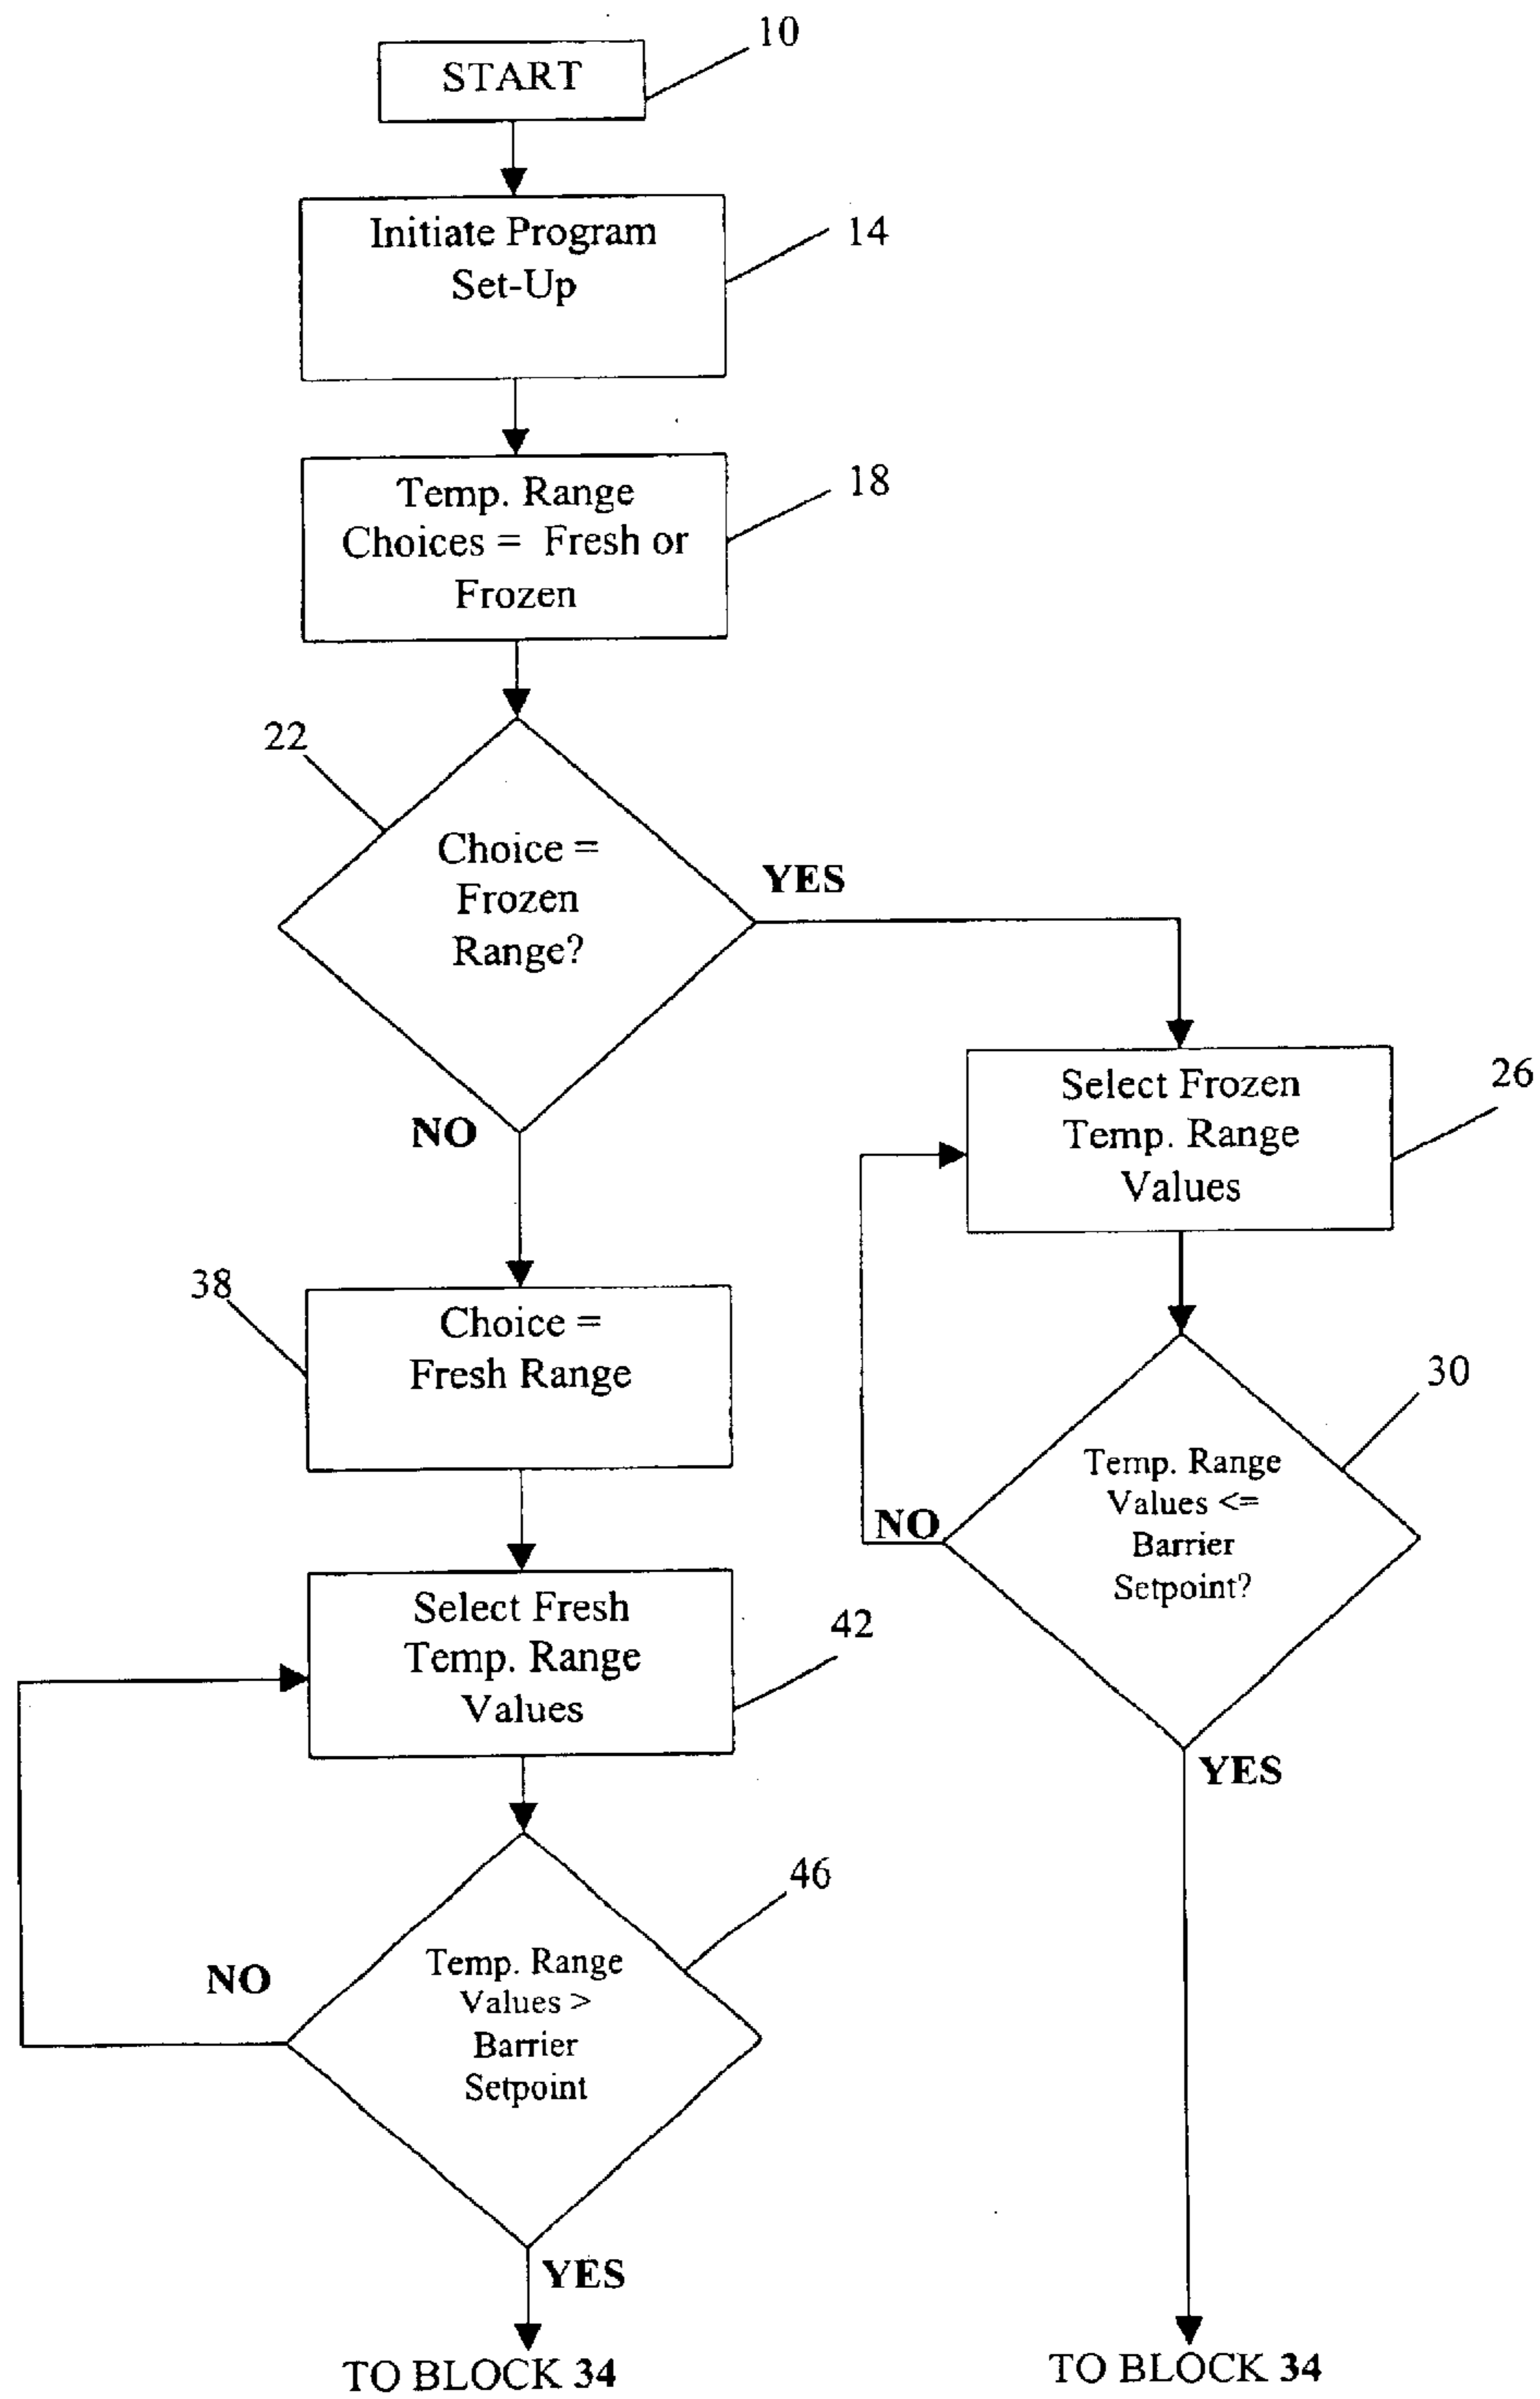 START
10
Initiate Program
Set-Up
14
Temp. Range
Choices = Fresh or
Frozen
18
22
Choice =
Frozen
Range?
YES
NO
Select Frozen
Temp. Range
Values
26
38
Choice =
Fresh Range
30
Temp. Range
Values <=
Barrier
Setpoint?
NO
YES
Select Fresh
Temp. Range
Values
42
46
Temp. Range
Values >
Barrier
Setpoint
NO
YES
TO BLOCK 34
TO BLOCK 34